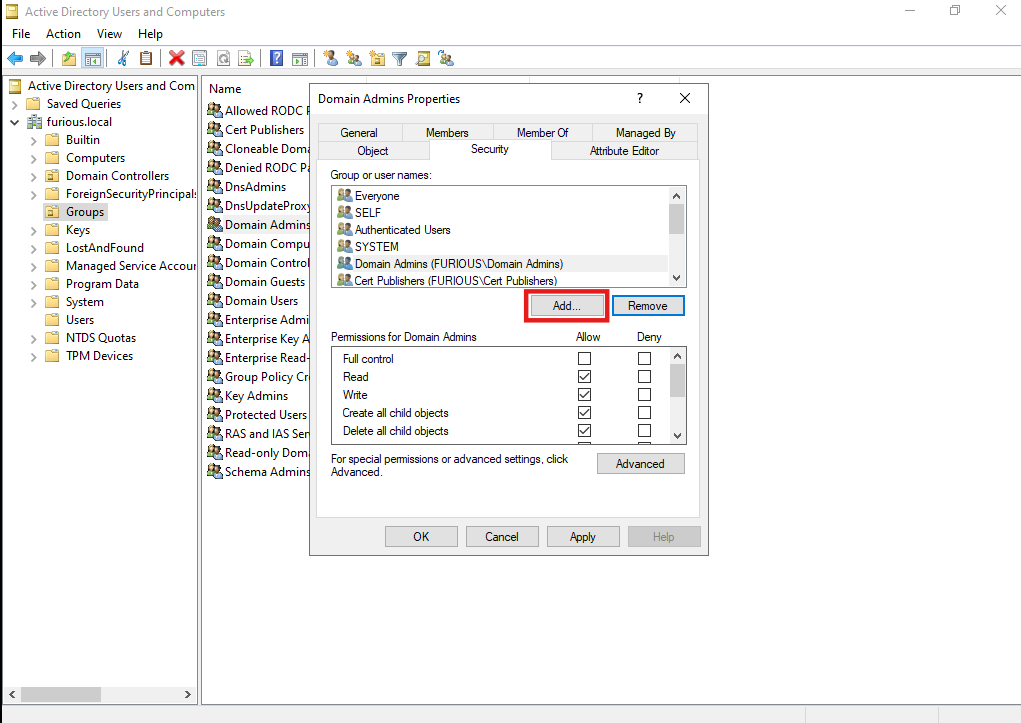 Active Directory Users and Computers
File Action View Help
Active Directory Users and Com
Saved Queries
furious.local
Builtin
Computers
Domain Controllers
ForeignSecurityPrincipals
Groups
Keys
LostAndFound
Managed Service Accour
Program Data
System
Users
NTDS Quotas
TPM Devices
Name
Allowed RODC P
Cert Publishers
Cloneable Doma
Denied RODC Pa
DnsAdmins
DnsUpdateProxy
Domain Admins
Domain Compu
Domain Control
Domain Guests
Domain Users
Enterprise Admi
Enterprise Key A
Enterprise Read-
Group Policy Cr
Key Admins
Protected Users
RAS and IAS Ser
Read-only Doma
Schema Admins
Domain Admins Properties ?
General Members Member Of Managed By
Object Security Attribute Editor
Group or user names:
Everyone
SELF
Authenticated Users
SYSTEM
Domain Admins (FURIOUS\Domain Admins)
Cert Publishers (FURIOUS\Cert Publishers)
Add... Remove
Permissions for Domain Admins Allow Deny
Full control
Read
Write
Create all child objects
Delete all child objects
For special permissions or advanced settings, click
Advanced.
Advanced
OK Cancel Apply Help